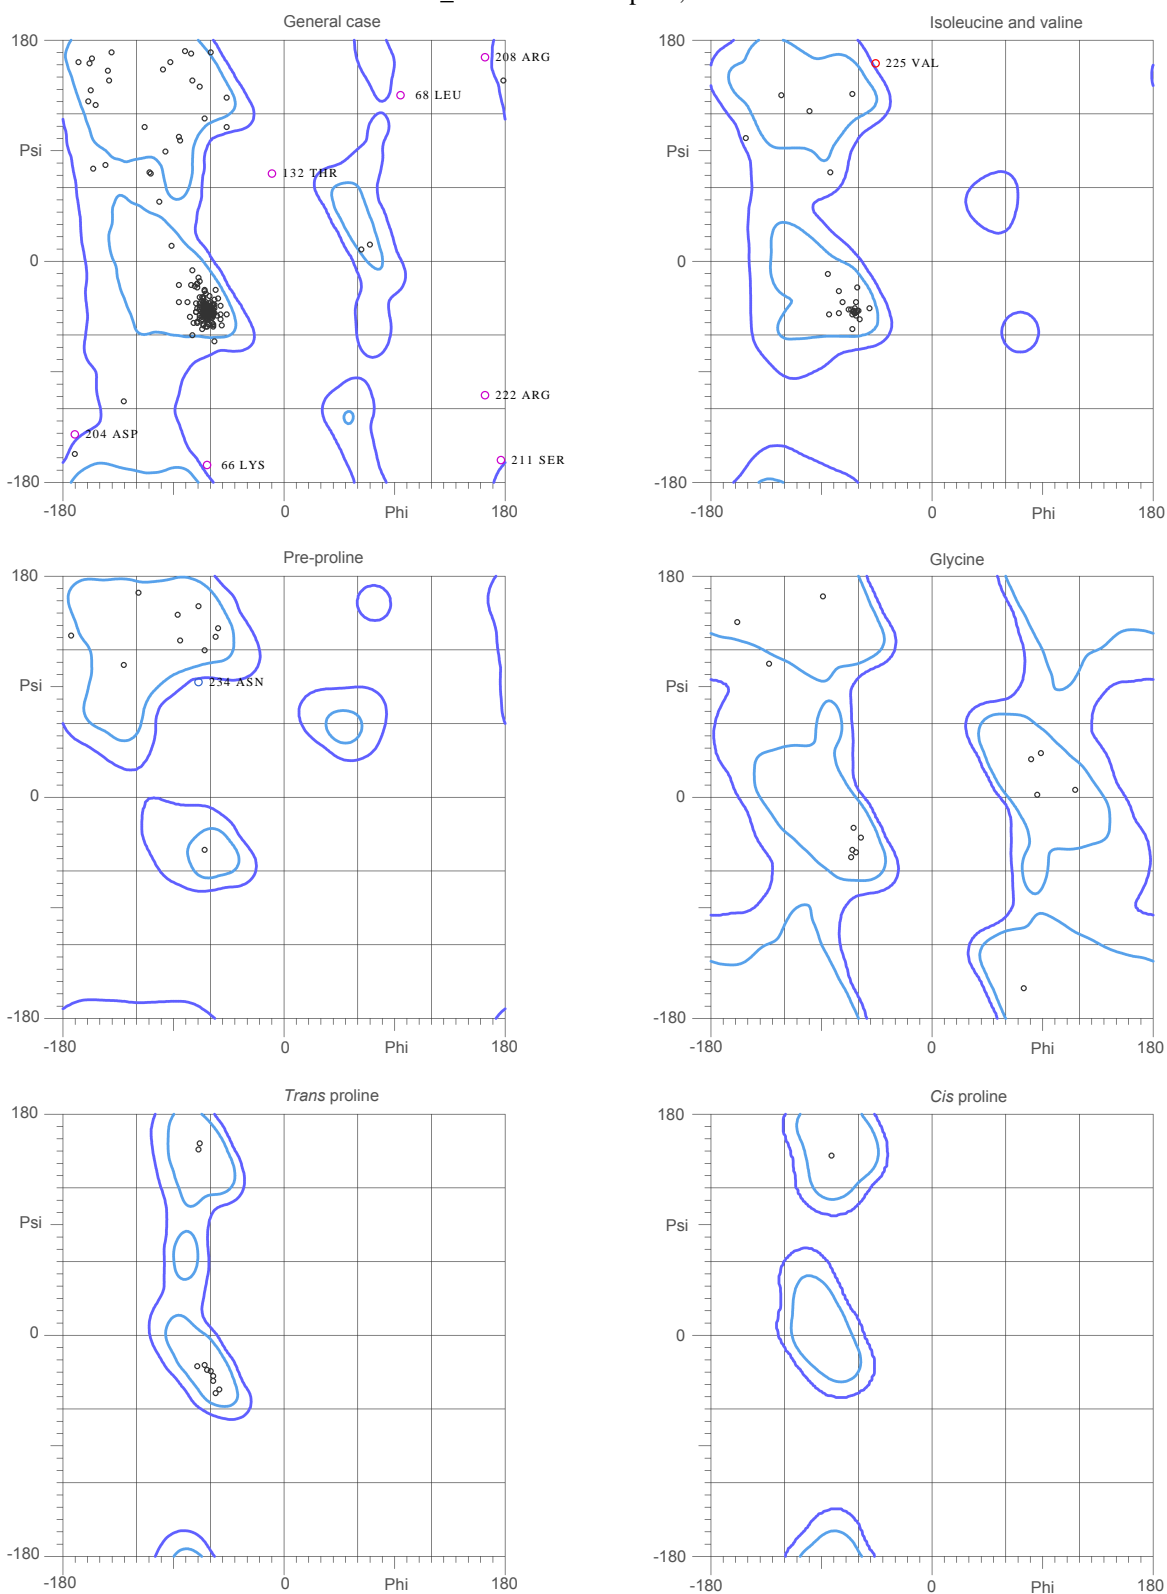 General case
Isoleucine and valine
180
208 ARG
68 LEU
Psi
132 THR
0
222 ARG
204 ASP
66 LYS
211 SER
-180
-180
0
Phi
180
180
225 VAL
Psi
0
-180
-180
0
Phi
180
Pre-proline
Glycine
180
Psi
234 ASN
0
-180
-180
0
Phi
180
180
Psi
0
-180
-180
0
Phi
180
Trans proline
Cis proline
180
Psi
0
-180
-180
0
Phi
180
180
Psi
0
-180
-180
0
Phi
180